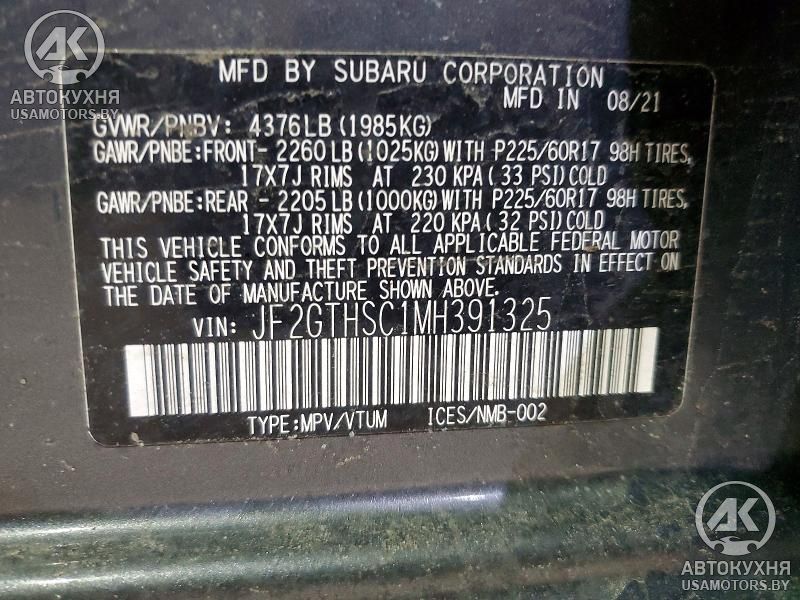 АК
АВТОКУХНЯ
USAMOTORS.BY
MFD BY SUBARU CORPORATION
MFD IN 08/21
GVWR/PNBV: 4376LB(1985KG)
GAWR/PNBE:FRONT- 2260LB(1025KG)WITH P225/60R17 98H TIRES,
17X7J RIMS AT 230 KPA(33 PSI)COLD
GAWR/PNBE:REAR - 2205LB(1000KG)WITH P225/60R17 98H TIRES,
17X7J RIMS AT 220 KPA(32 PSI)COLD
THIS VEHICLE CONFORMS TO ALL APPLICABLE FEDERAL MOTOR
VEHICLE SAFETY AND THEFT PREVENTION STANDARDS IN EFFECT ON
THE DATE OF MANUFACTURE SHOWN ABOVE.
VIN: JF2GTHSC1MH391325
TYPE:MPV/VTUM ICES/NMB-002
АК
АВТОКУХНЯ
USAMOTORS.BY